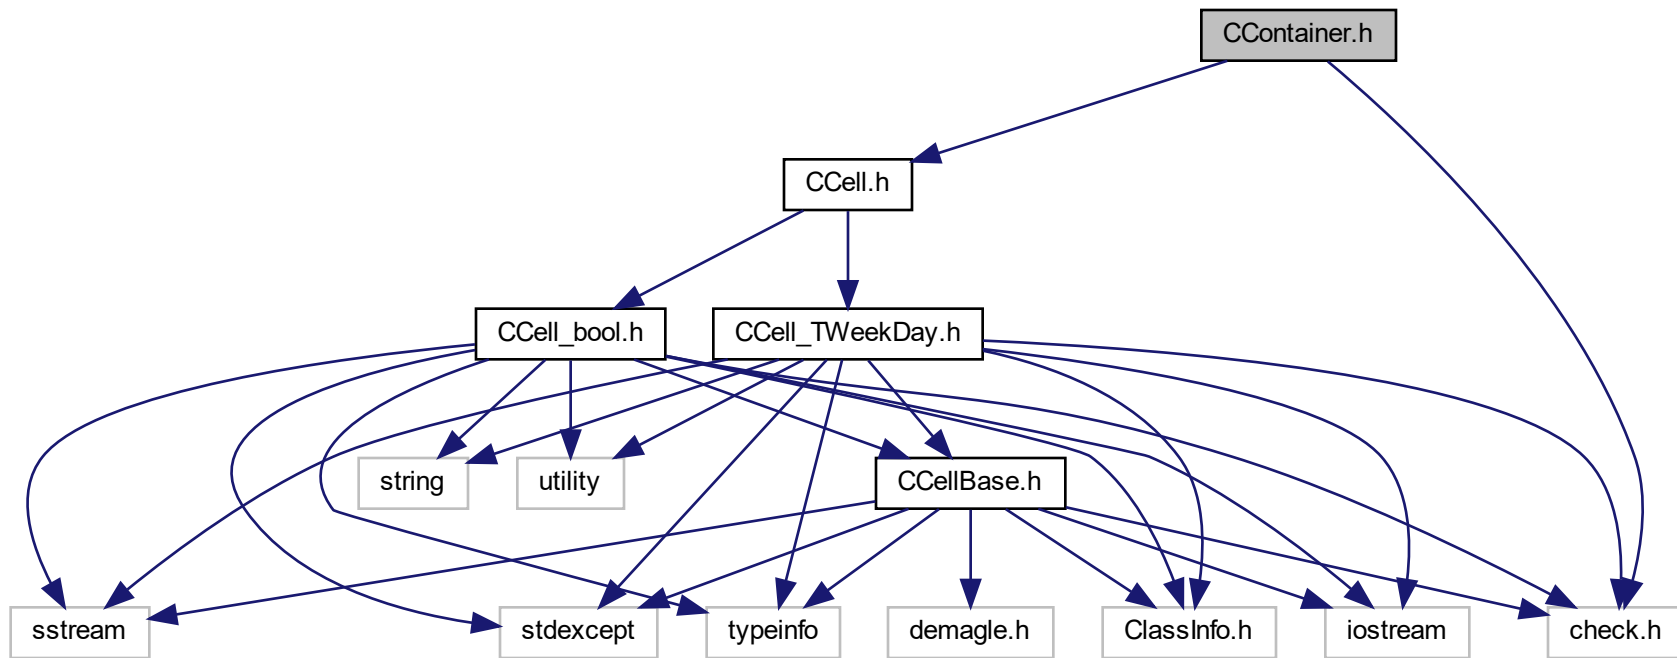 CContainer.h
CCell.h
CCell_bool.h
CCell_TWeekDay.h
string
utility
CCellBase.h
sstream
stdexcept
typeinfo
demagle.h
ClassInfo.h
iostream
check.h